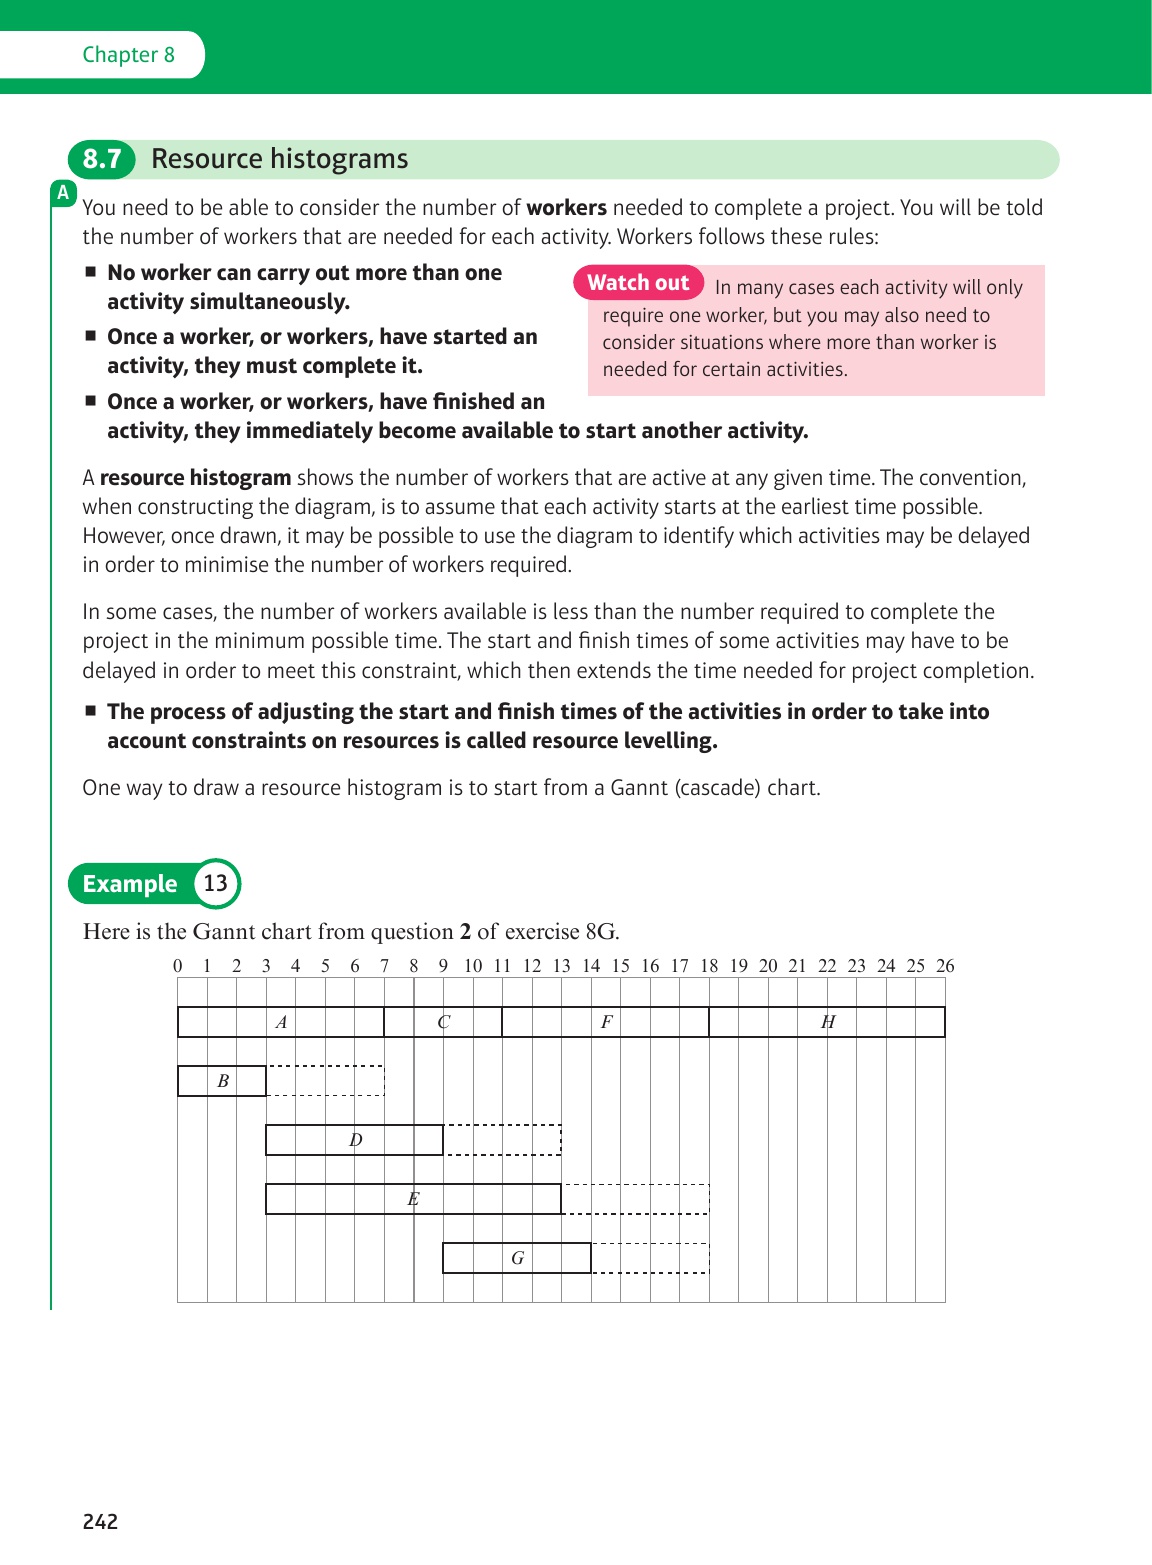 Chapter 8
8.7 Resource histograms
A
You need to be able to consider the number of workers needed to complete a project. You will be told
the number of workers that are needed for each activity. Workers follows these rules:
■ No worker can carry out more than one
activity simultaneously.
■ Once a worker, or workers, have started an
activity, they must complete it.
■ Once a worker, or workers, have finished an
activity, they immediately become available to start another activity.
Watch out In many cases each activity will only
require one worker, but you may also need to
consider situations where more than worker is
needed for certain activities.
A resource histogram shows the number of workers that are active at any given time. The convention,
when constructing the diagram, is to assume that each activity starts at the earliest time possible.
However, once drawn, it may be possible to use the diagram to identify which activities may be delayed
in order to minimise the number of workers required.
In some cases, the number of workers available is less than the number required to complete the
project in the minimum possible time. The start and finish times of some activities may have to be
delayed in order to meet this constraint, which then extends the time needed for project completion.
■ The process of adjusting the start and finish times of the activities in order to take into
account constraints on resources is called resource levelling.
One way to draw a resource histogram is to start from a Gannt (cascade) chart.
Example 13
Here is the Gannt chart from question 2 of exercise 8G.
0 1 2 3 4 5 6 7 8 9 10 11 12 13 14 15 16 17 18 19 20 21 22 23 24 25 26
A C F H
B
D
E
G
242